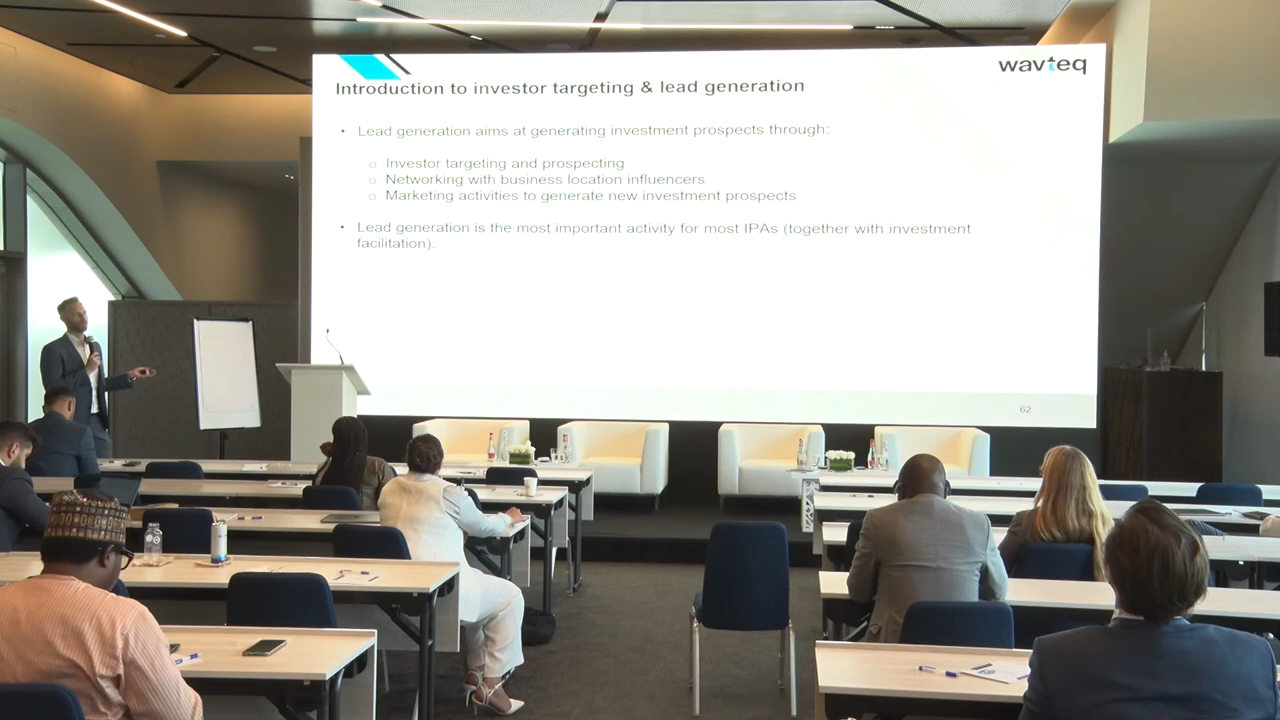 wavteq
Introduction to investor targeting & lead generation
• Lead generation aims at generating investment prospects through:
o Investor targeting and prospecting
o Networking with business location influencers
o Marketing activities to generate new investment prospects
• Lead generation is the most important activity for most IPAs (together with investment
facilitation).
62